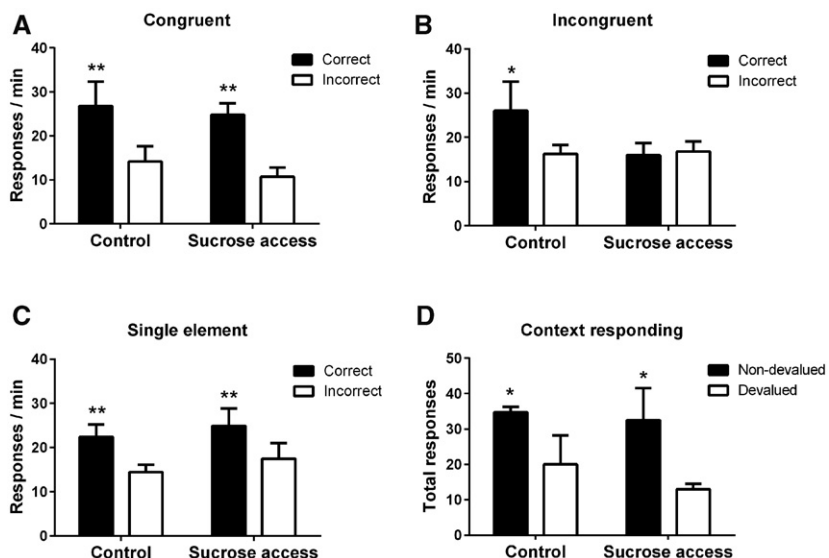 A
Congruent
Responses / min
40
30
20
10
0
**
**
Control
Sucrose access
Correct
Incorrect
B
Incongruent
Responses / min
40
30
20
10
0
*
Control
Sucrose access
Correct
Incorrect
C
Single element
Responses / min
40
30
20
10
0
**
**
Control
Sucrose access
Correct
Incorrect
D
Context responding
Total responses
50
40
30
20
10
0
*
*
Control
Sucrose access
Non-devalued
Devalued